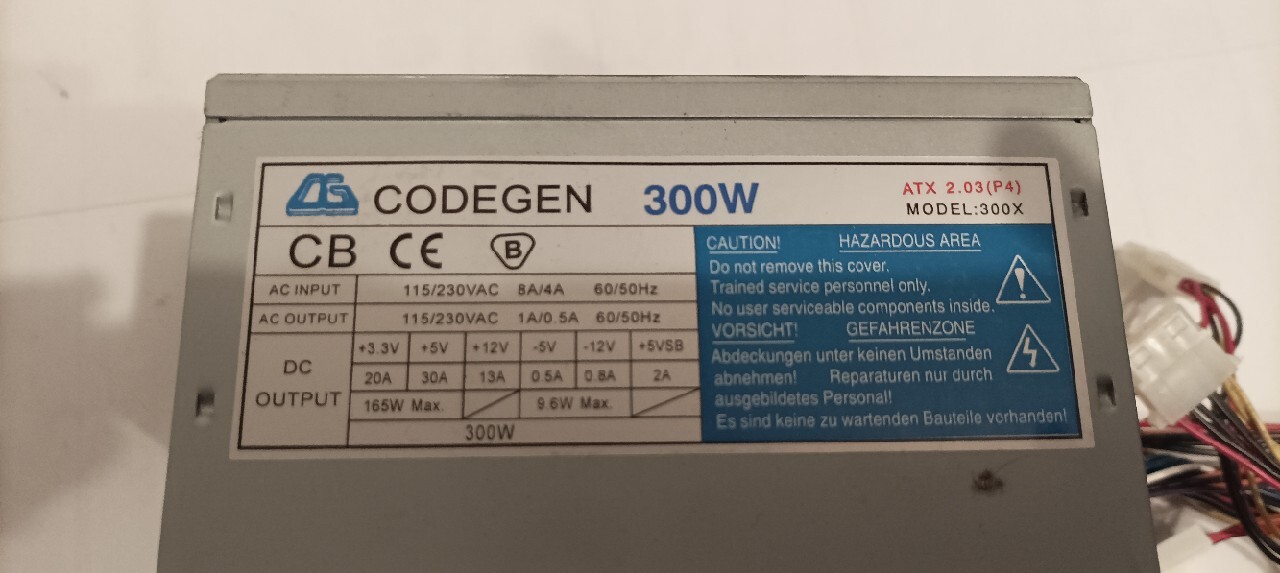 CODEGEN 300W
ATX 2.03(P4)
MODEL:300X
CB CE B
AC INPUT 115/230VAC 8A/4A 60/50Hz
AC OUTPUT 115/230VAC 1A/0.5A 60/50Hz
DC OUTPUT
+3.3V +5V +12V -5V -12V +5VSB
20A 30A 13A 0.5A 0.8A 2A
165W Max. 9.6W Max.
300W
CAUTION! HAZARDOUS AREA
Do not remove this cover.
Trained service personnel only.
No user serviceable components inside.
VORSICHT! GEFAHRENZONE
Abdeckungen unter keinen Umständen
abnehmen! Reparaturen nur durch
ausgebildetes Personal!
Es sind keine zu wartenden Bauteile vorhanden!